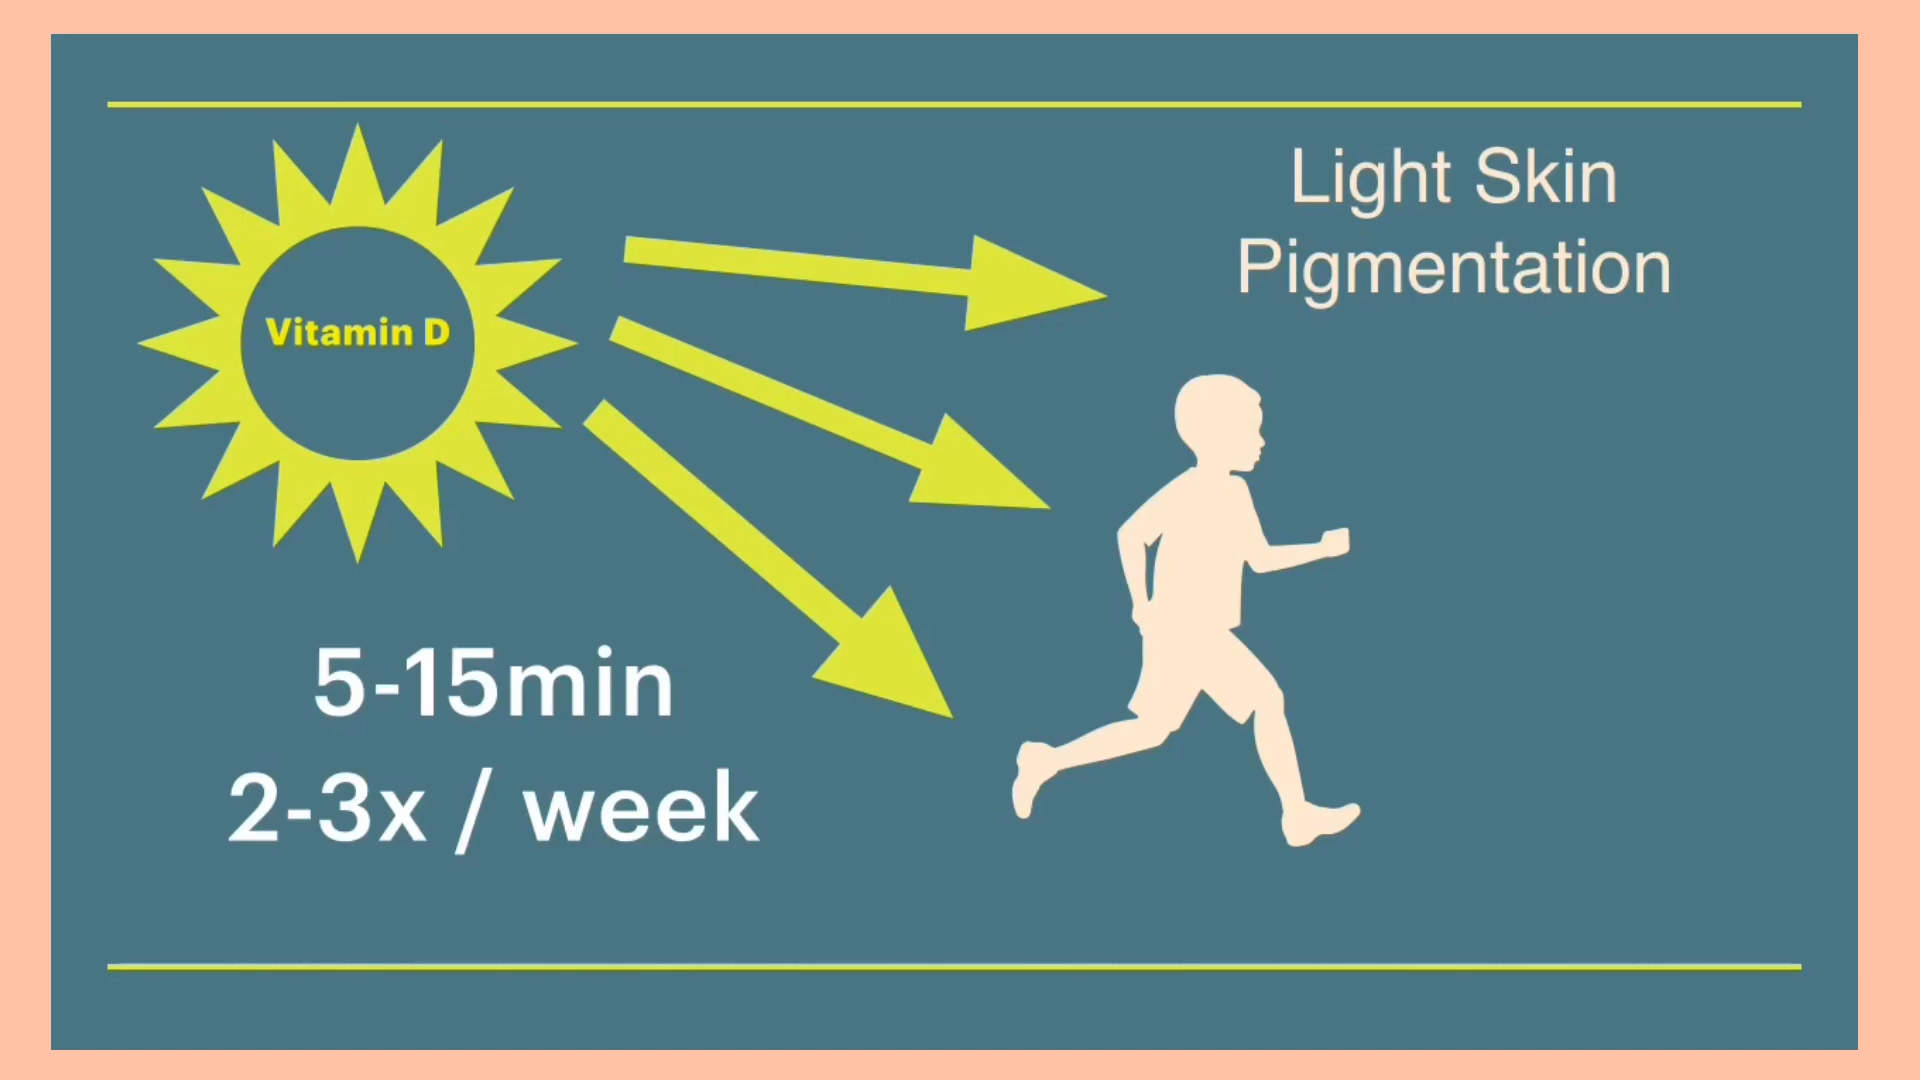 Light Skin
Pigmentation
Vitamin D
5-15min
2-3x / week